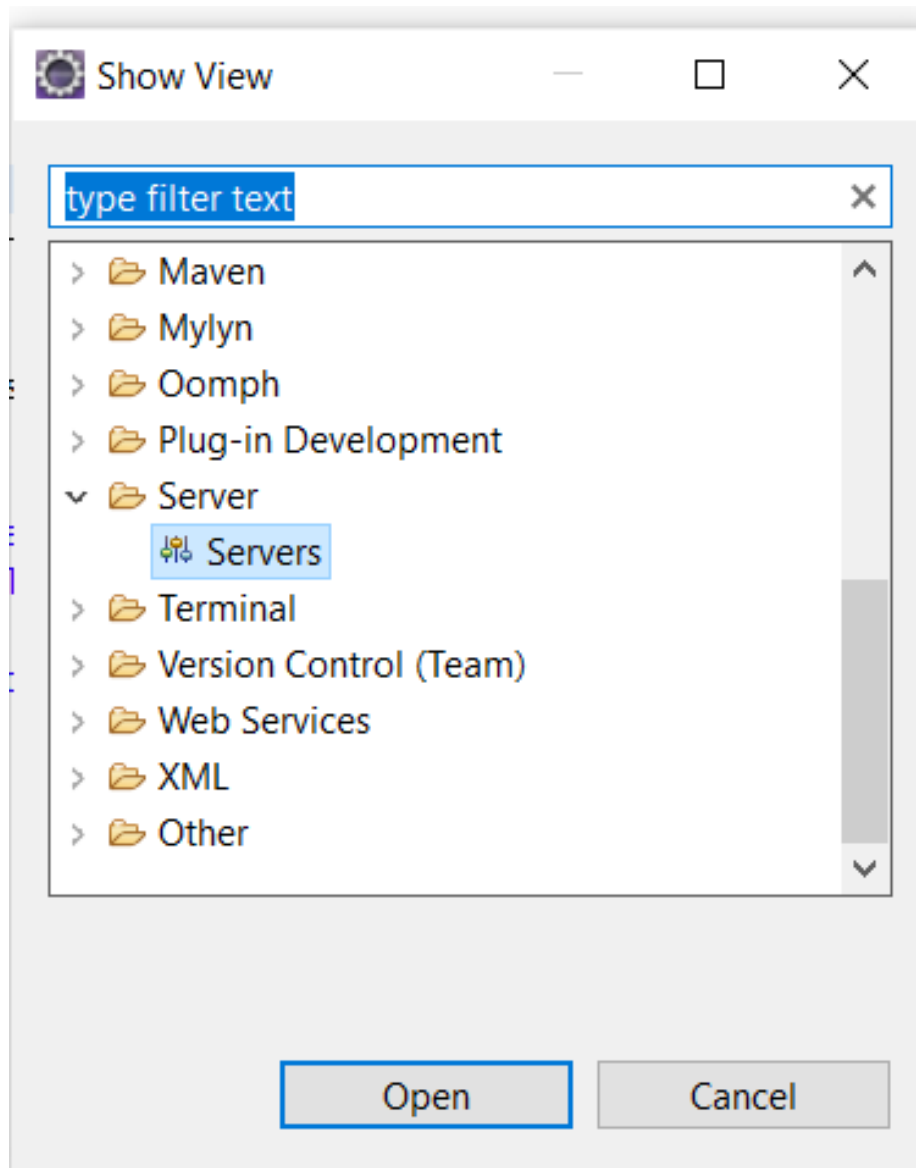 Show View
type filter text
Maven
Mylyn
Oomph
Plug-in Development
Server
Servers
Terminal
Version Control (Team)
Web Services
XML
Other
Open Cancel